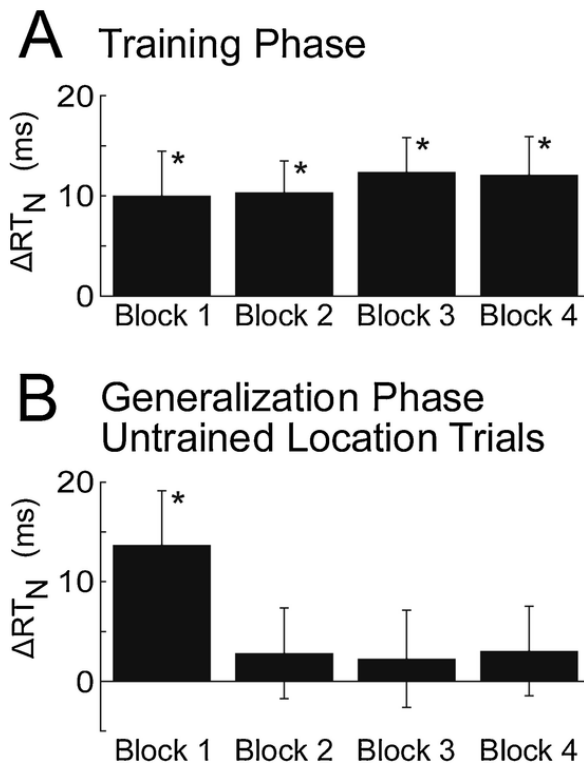 A Training Phase
20
10
0
ΔRTN (ms)
* * * *
Block 1 Block 2 Block 3 Block 4
B Generalization Phase
Untrained Location Trials
20
10
0
ΔRTN (ms)
*
Block 1 Block 2 Block 3 Block 4